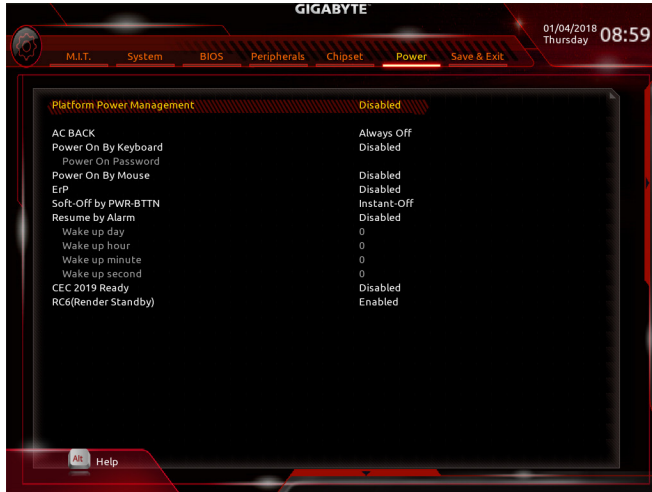 GIGABYTE
01/04/2018 08:59
Thursday
M.I.T. System BIOS Peripherals Chipset Power Save & Exit
Platform Power Management Disabled
AC BACK Always Off
Power On By Keyboard Disabled
Power On Password
Power On By Mouse Disabled
ErP Disabled
Soft-Off by PWR-BTTN Instant-Off
Resume by Alarm Disabled
Wake up day 0
Wake up hour 0
Wake up minute 0
Wake up second 0
CEC 2019 Ready Disabled
RC6(Render Standby) Enabled
Alt Help